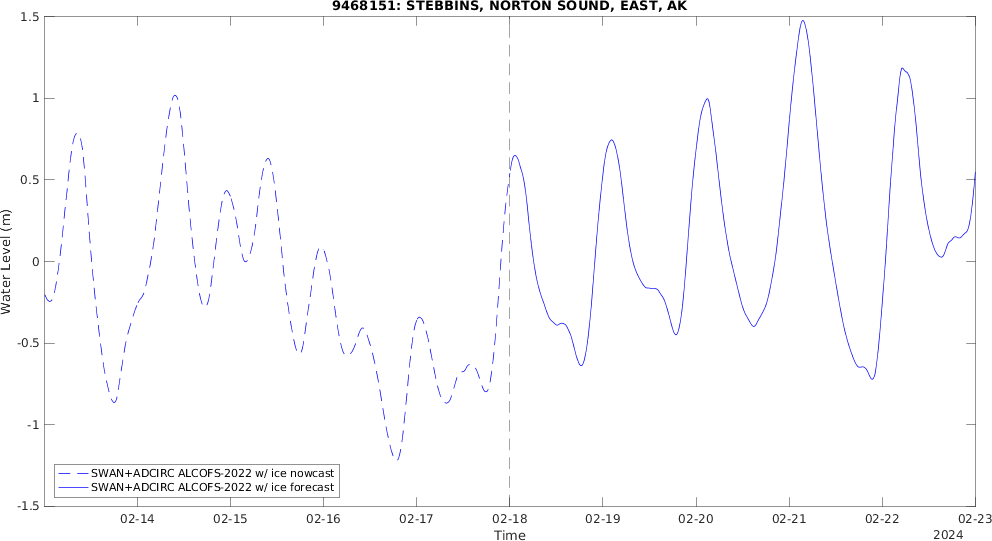 9468151: STEBBINS, NORTON SOUND, EAST, AK
1.5
1
0.5
0
-0.5
-1
-1.5
Water Level (m)
SWAN+ADCIRC ALCOFS-2022 w/ ice nowcast
SWAN+ADCIRC ALCOFS-2022 w/ ice forecast
02-14 02-15 02-16 02-17 02-18 02-19 02-20 02-21 02-22 02-23
Time
2024